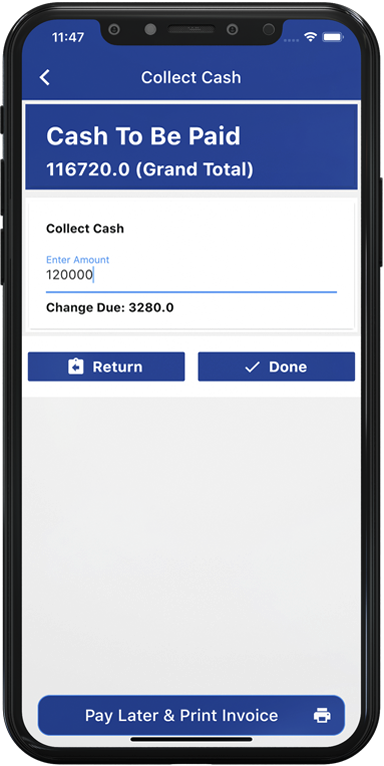 11:47
Collect Cash
Cash To Be Paid
116720.0 (Grand Total)
Collect Cash
Enter Amount
120000
Change Due: 3280.0
Return
Done
Pay Later & Print Invoice